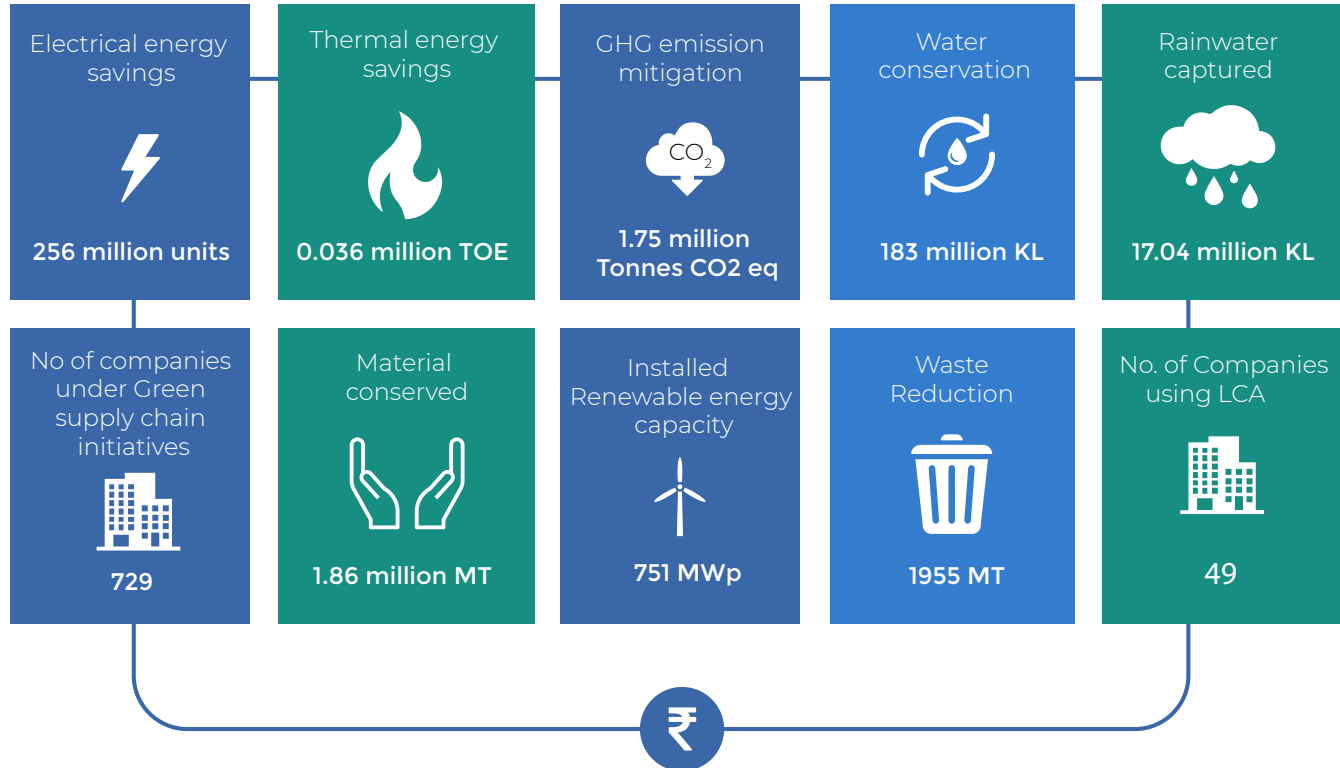 Electrical energy
savings
256 million units
Thermal energy
savings
0.036 million TOE
GHG emission
mitigation
CO2
1.75 million
Tonnes CO2 eq
Water
conservation
183 million KL
Rainwater
captured
17.04 million KL
No of companies
under Green
supply chain
initiatives
729
Material
conserved
1.86 million MT
Installed
Renewable energy
capacity
751 MWp
Waste
Reduction
1955 MT
No. of Companies
using LCA
49
₹